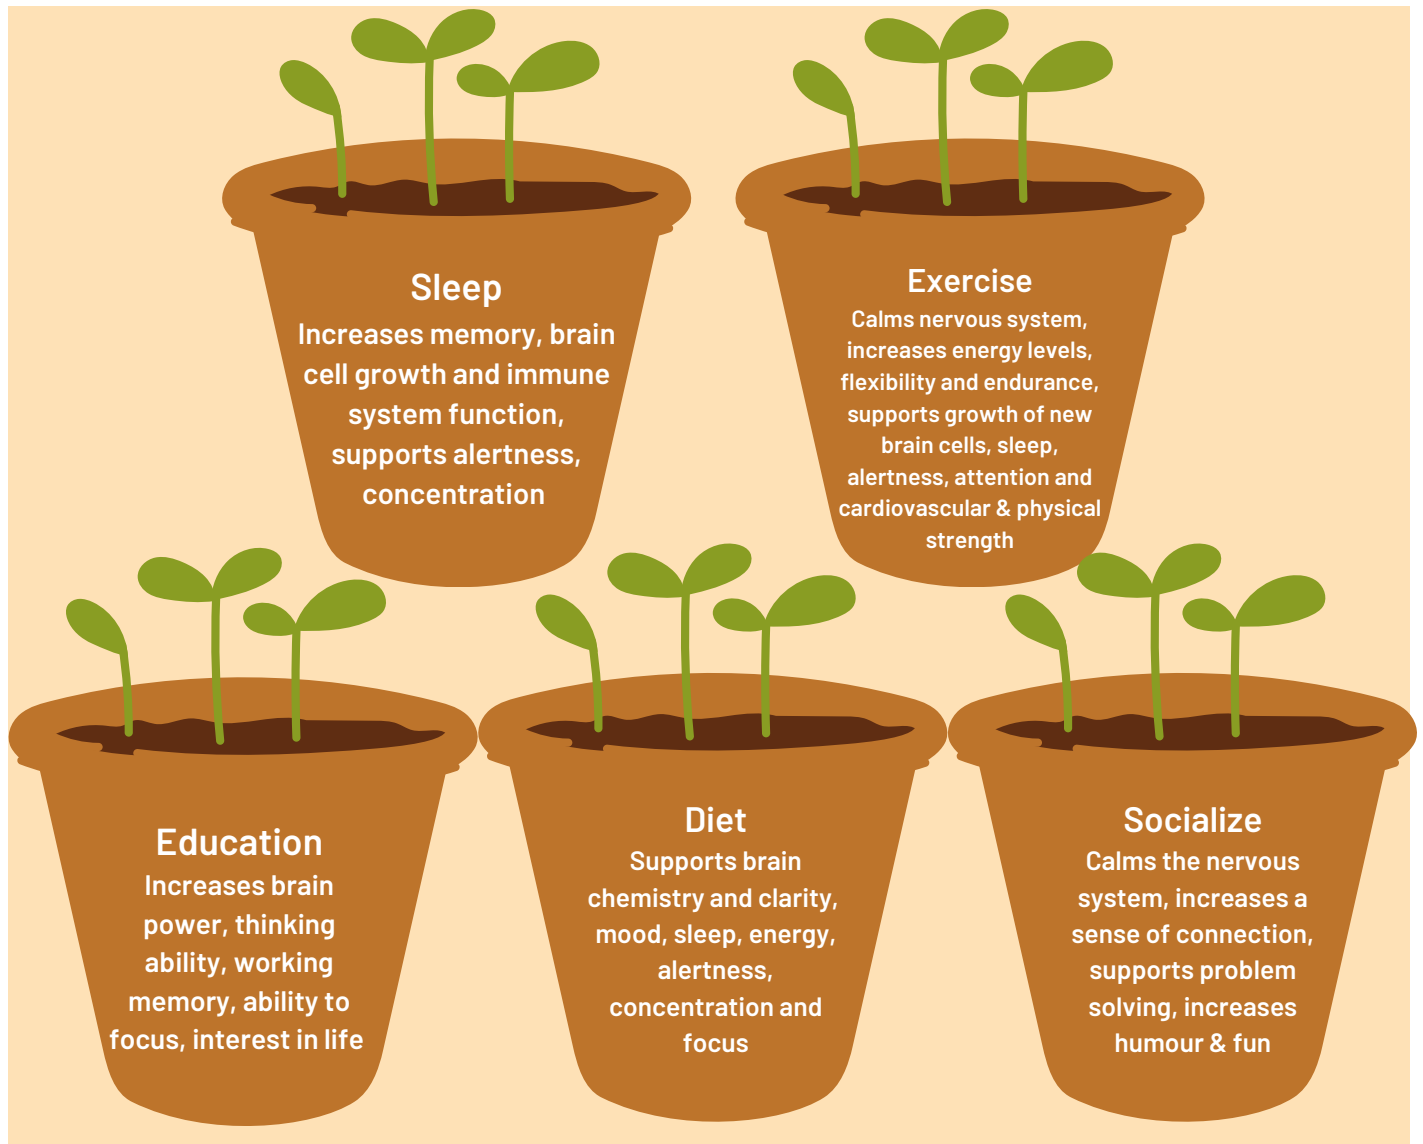 Sleep
Increases memory, brain
cell growth and immune
system function,
supports alertness,
concentration
Exercise
Calms nervous system,
increases energy levels,
flexibility and endurance,
supports growth of new
brain cells, sleep,
alertness, attention and
cardiovascular & physical
strength
Education
Increases brain
power, thinking
ability, working
memory, ability to
focus, interest in life
Diet
Supports brain
chemistry and clarity,
mood, sleep, energy,
alertness,
concentration and
focus
Socialize
Calms the nervous
system, increases a
sense of connection,
supports problem
solving, increases
humour & fun